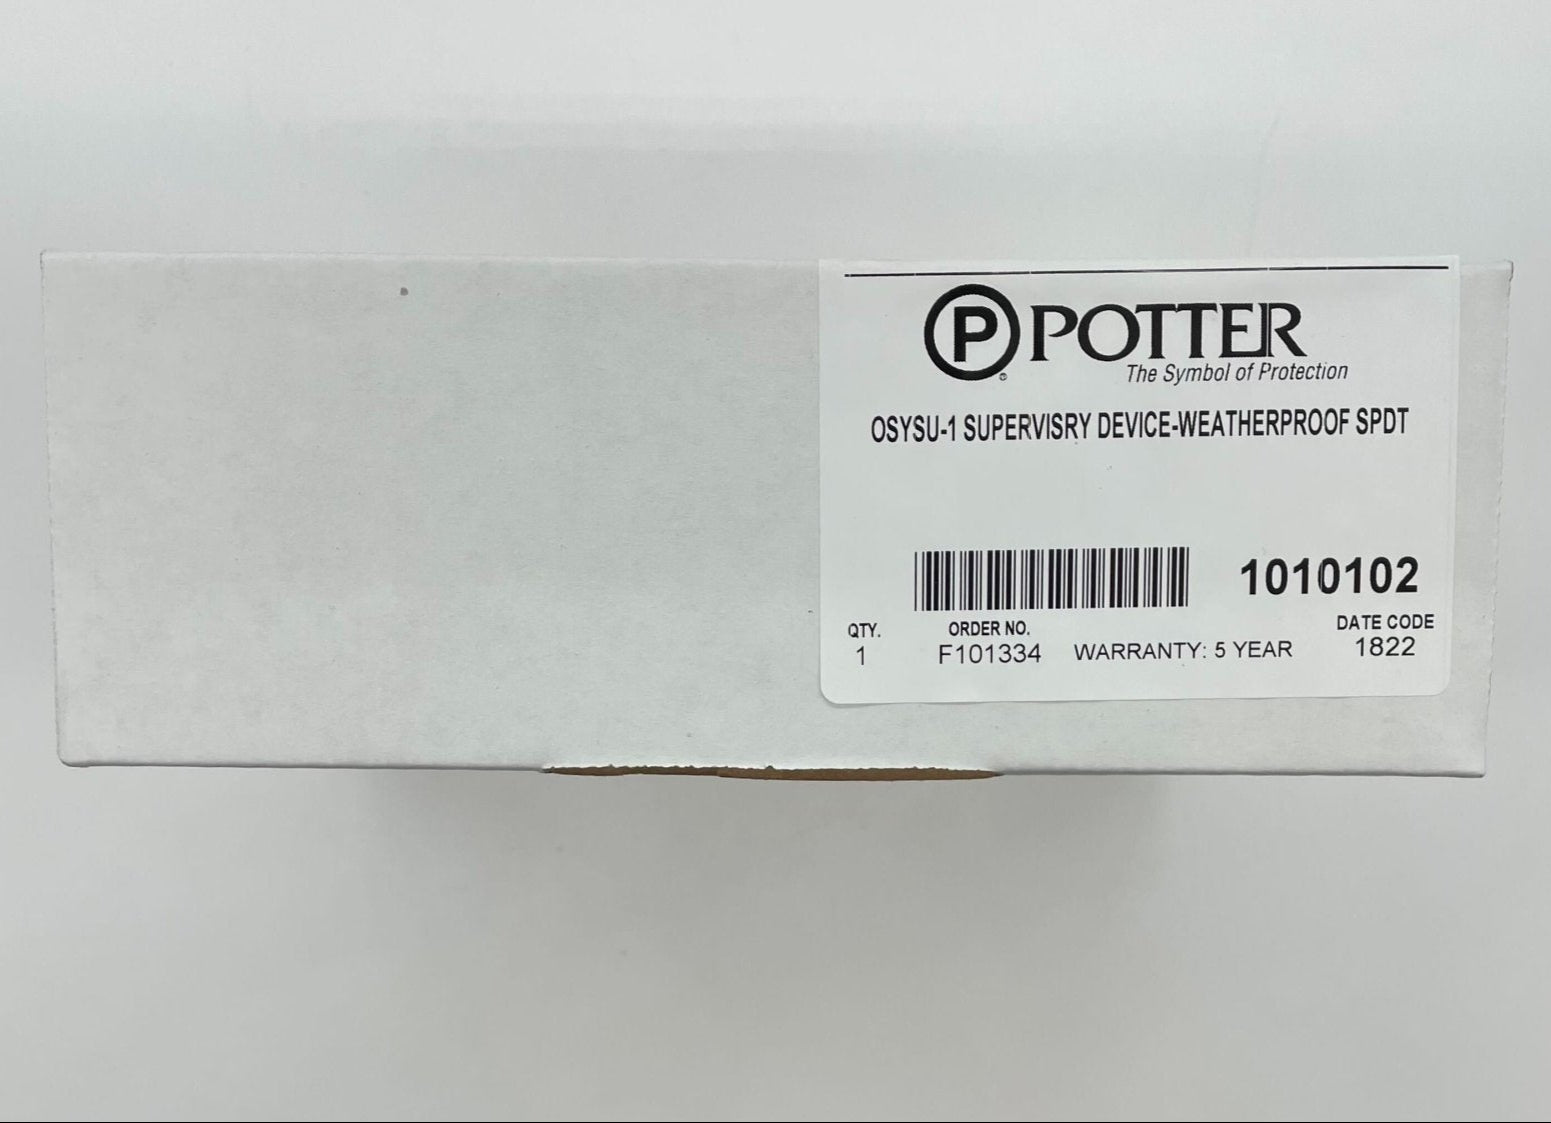 P POTTER
®
The Symbol of Protection
OSYSU-1 SUPERVISRY DEVICE-WEATHERPROOF SPDT
1010102
QTY. ORDER NO. DATE CODE
1 F101334 WARRANTY: 5 YEAR 1822